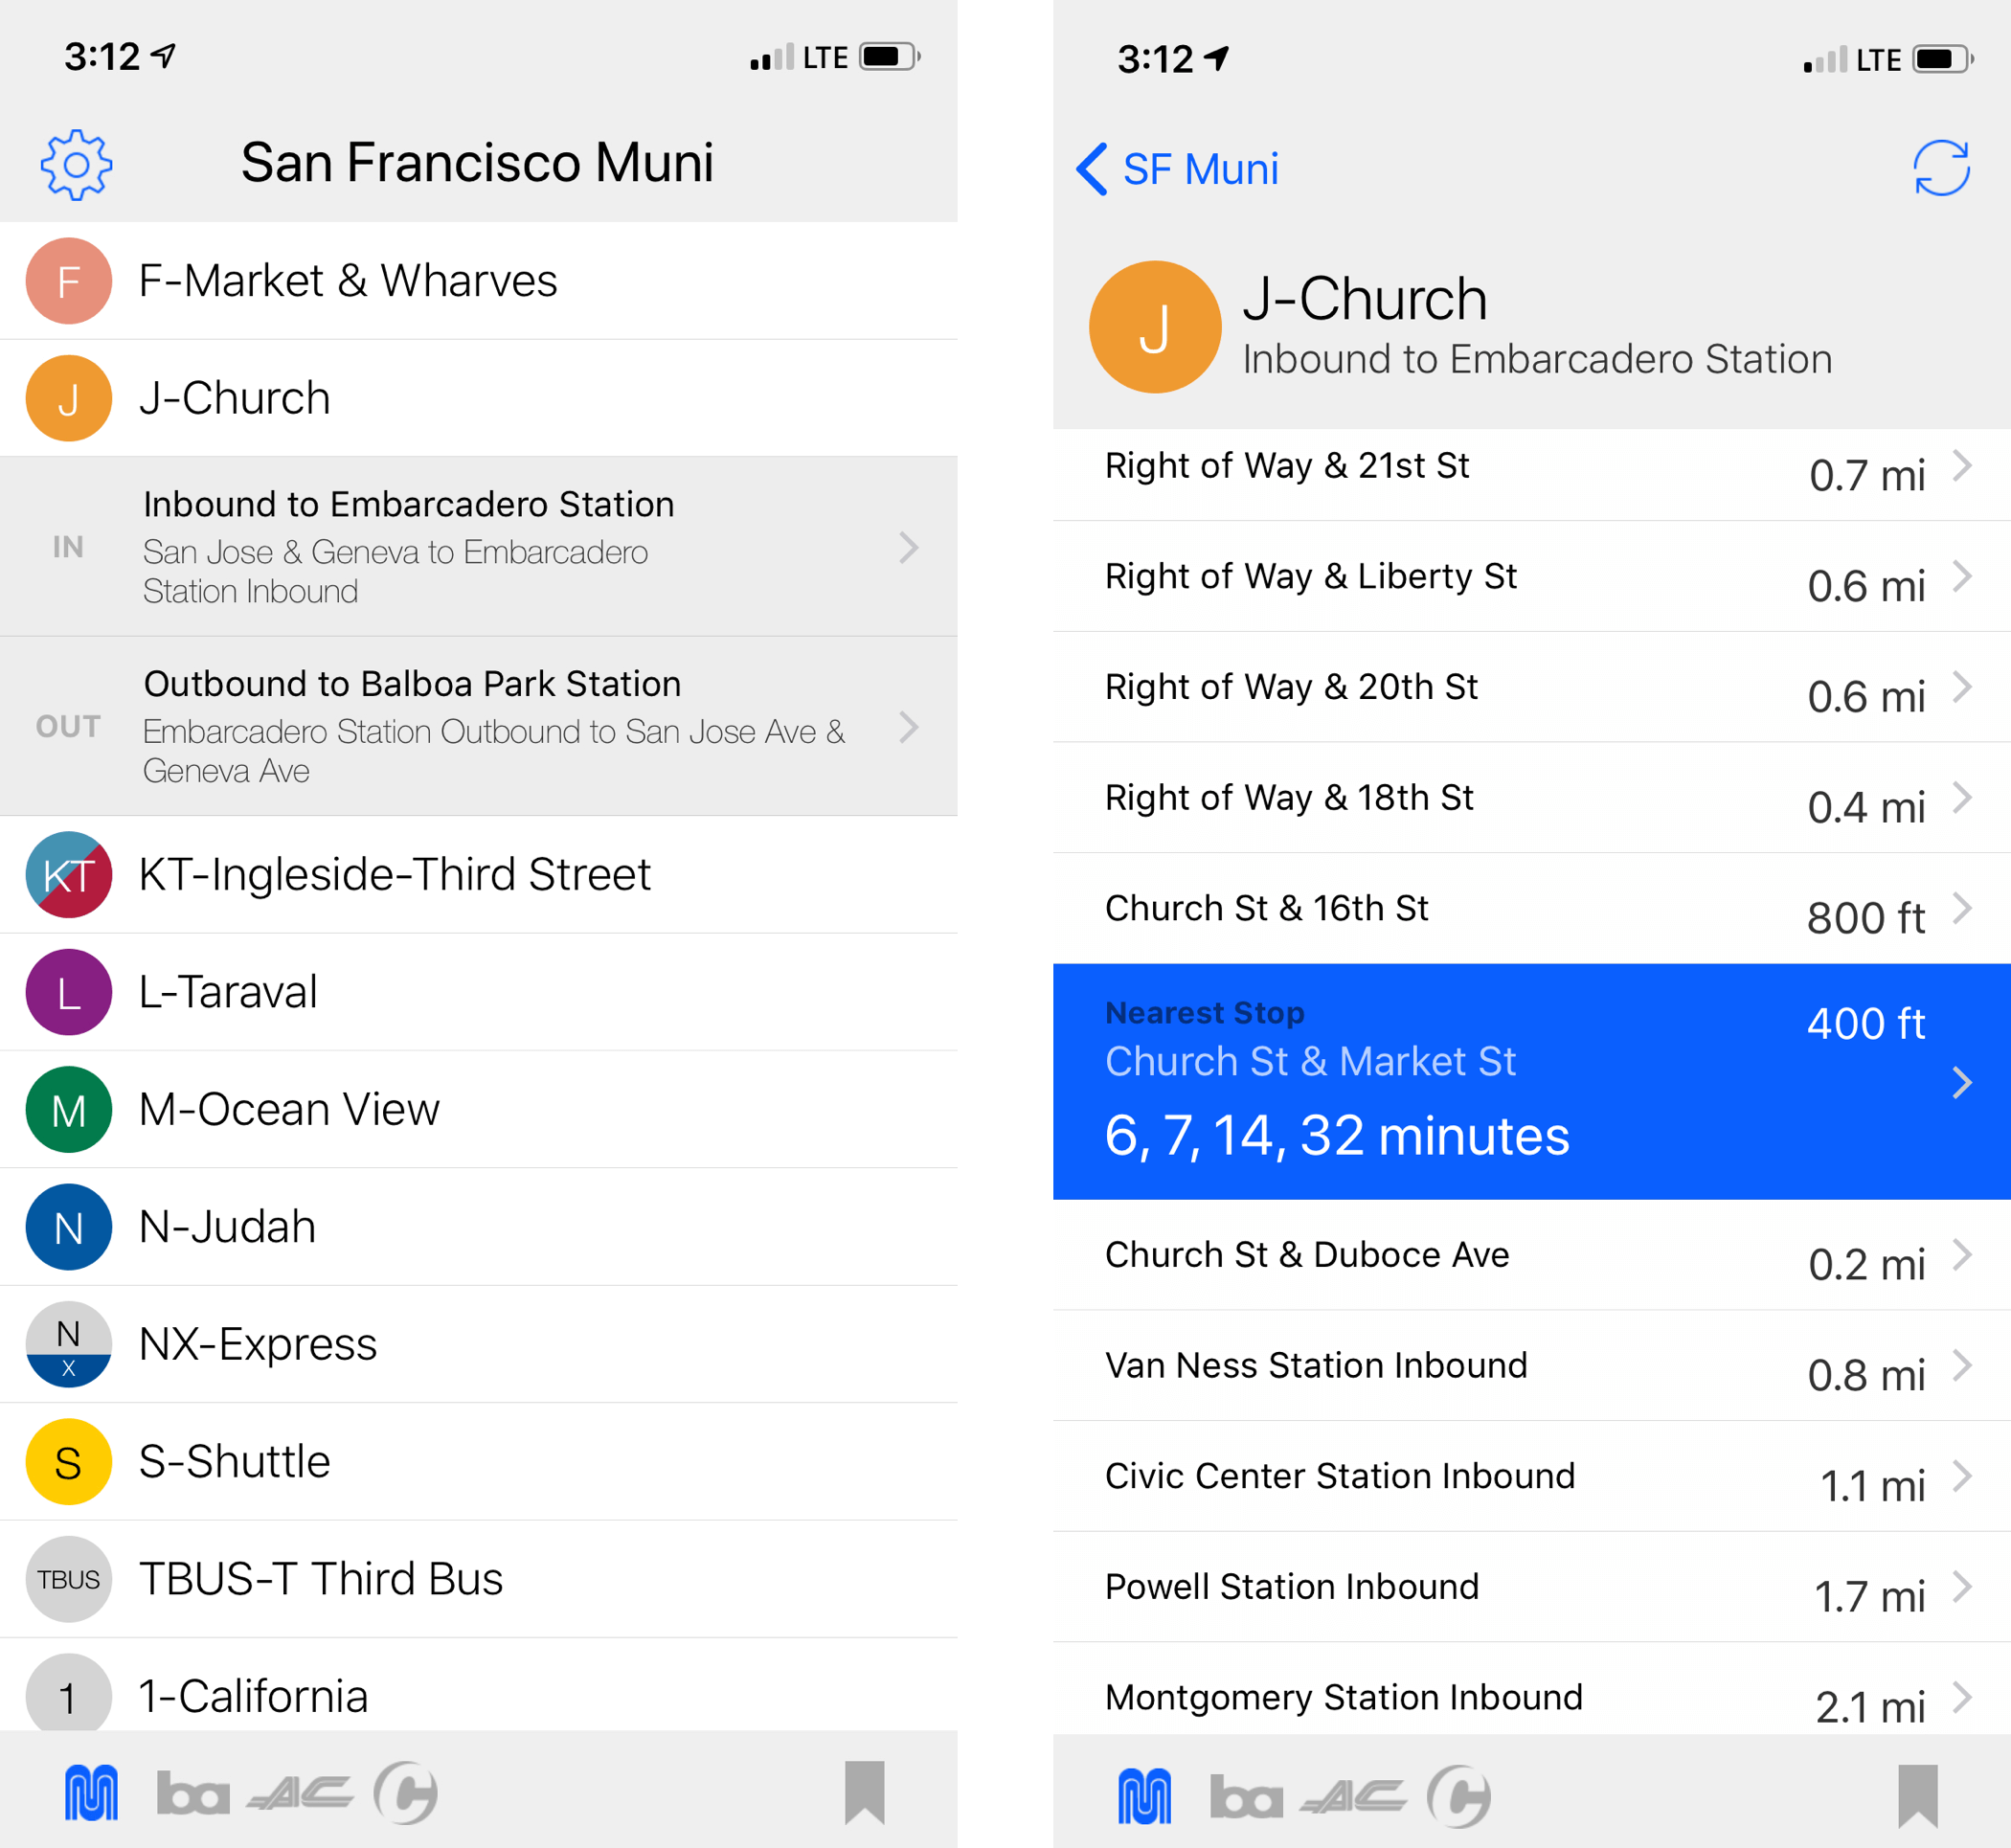 3:12 LTE
San Francisco Muni
F F-Market & Wharves
J J-Church
Inbound to Embarcadero Station
IN
San Jose & Geneva to Embarcadero
Station Inbound
Outbound to Balboa Park Station
OUT
Embarcadero Station Outbound to San Jose Ave &
Geneva Ave
KT KT-Ingleside-Third Street
L L-Taraval
M M-Ocean View
N N-Judah
N
X
NX-Express
S S-Shuttle
TBUS TBUS-T Third Bus
1 1-California
ba AC C
3:12 LTE
SF Muni
J J-Church
Inbound to Embarcadero Station
Right of Way & 21st St 0.7 mi
Right of Way & Liberty St 0.6 mi
Right of Way & 20th St 0.6 mi
Right of Way & 18th St 0.4 mi
Church St & 16th St 800 ft
Nearest Stop 400 ft
Church St & Market St
6, 7, 14, 32 minutes
Church St & Duboce Ave 0.2 mi
Van Ness Station Inbound 0.8 mi
Civic Center Station Inbound 1.1 mi
Powell Station Inbound 1.7 mi
Montgomery Station Inbound 2.1 mi
ba AC C